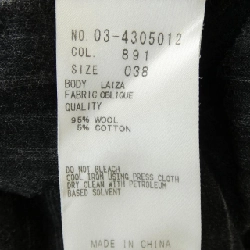 NO. 03-4305012
COL. 891
SIZE 038
BODY LAIZA
FABRIC OBLIQUE
QUALITY
95% WOOL
5% COTTON
DO NOT BLEACH
COOL IRON USING PRESS CLOTH
DRY CLEAN WITH PETROLEUM
BASED SOLVENT
MADE IN CHINA